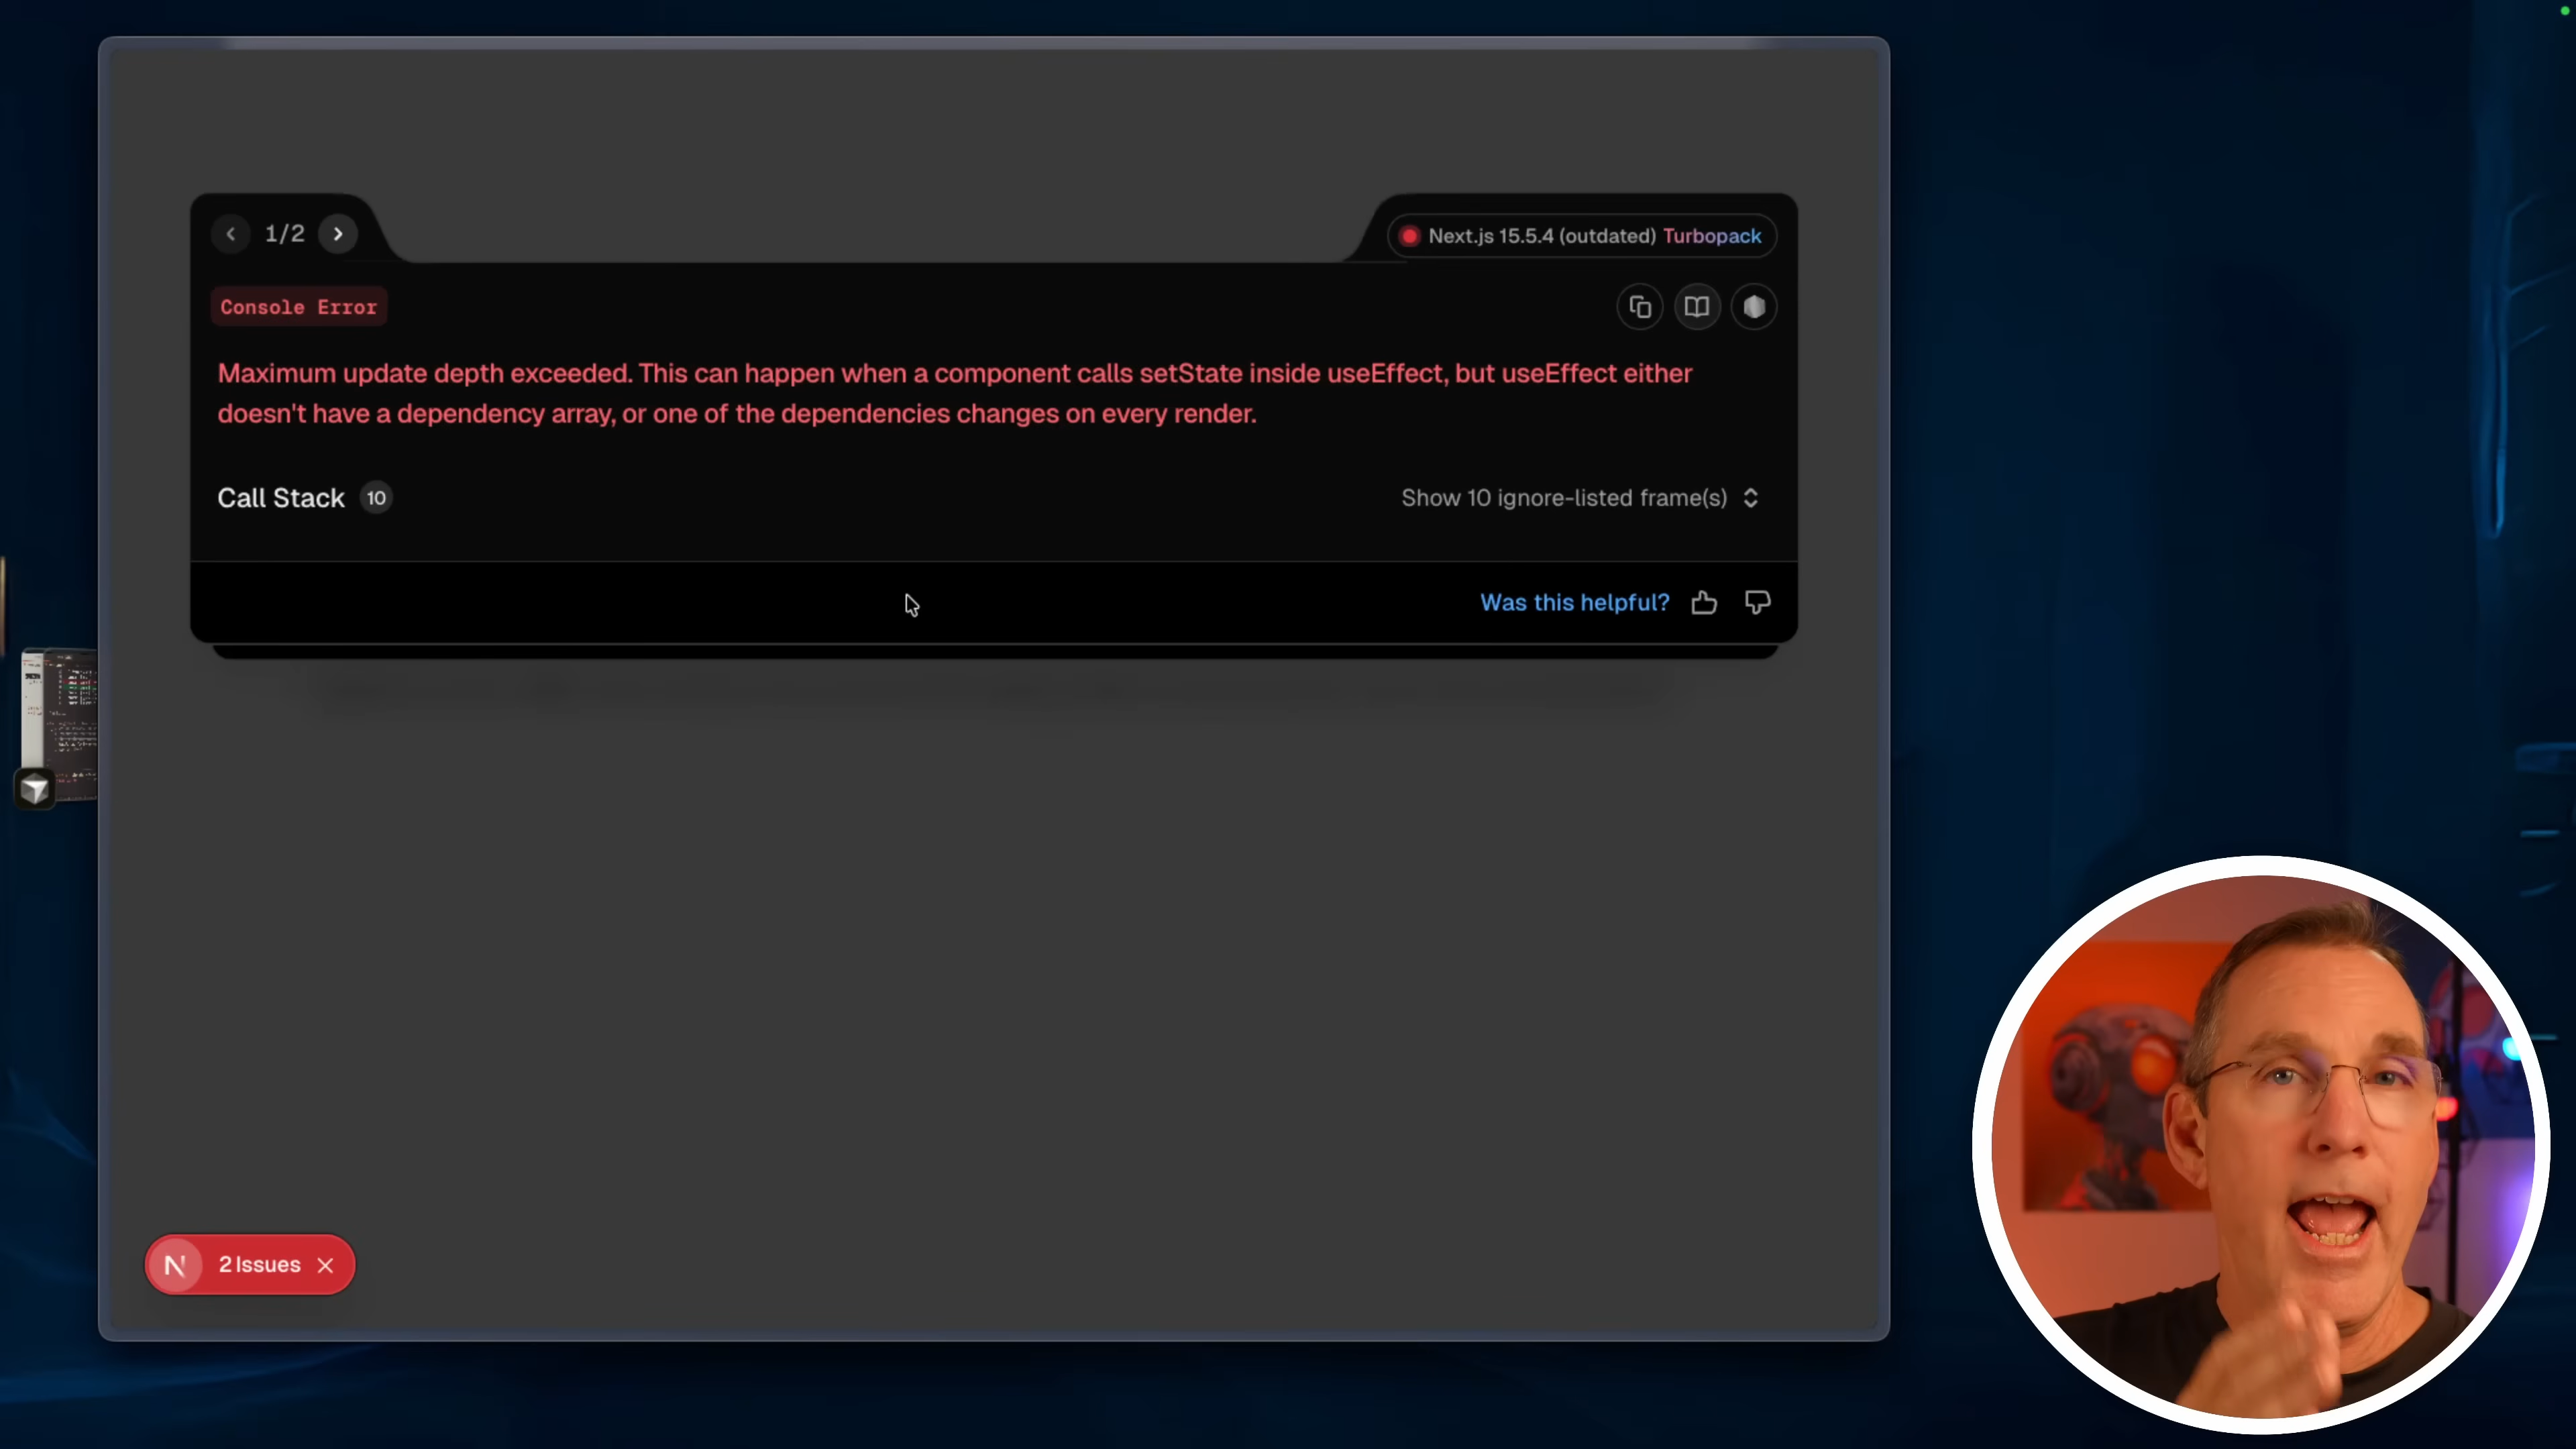 1/2
Next.js 15.5.4 (outdated) Turbopack
Console Error
Maximum update depth exceeded. This can happen when a component calls setState inside useEffect, but useEffect either
doesn't have a dependency array, or one of the dependencies changes on every render.
Call Stack 10
Show 10 ignore-listed frame(s)
Was this helpful?
N 2 Issues